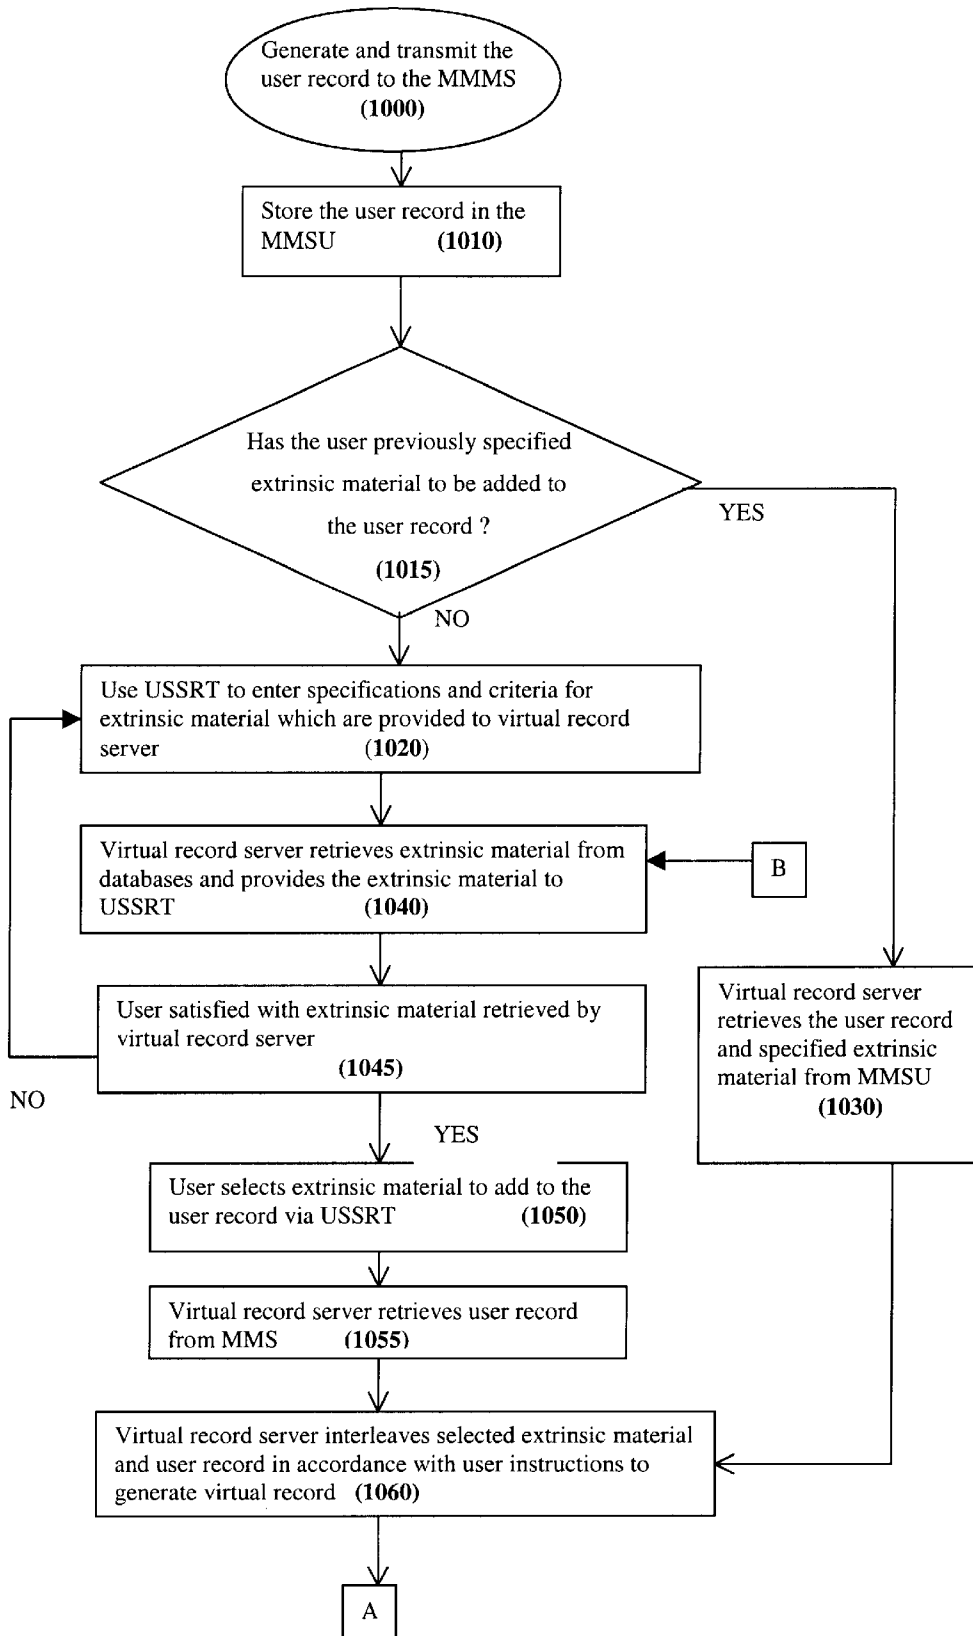 Generate and transmit the
user record to the MMMS
(1000)
Store the user record in the
MMSU (1010)
Has the user previously specified
extrinsic material to be added to
the user record ?
(1015)
YES
NO
Use USSRT to enter specifications and criteria for
extrinsic material which are provided to virtual record
server (1020)
Virtual record server retrieves extrinsic material from
databases and provides the extrinsic material to
USSRT (1040)
B
User satisfied with extrinsic material retrieved by
virtual record server
(1045)
NO
YES
Virtual record server
retrieves the user record
and specified extrinsic
material from MMSU
(1030)
User selects extrinsic material to add to the
user record via USSRT (1050)
Virtual record server retrieves user record
from MMS (1055)
Virtual record server interleaves selected extrinsic material
and user record in accordance with user instructions to
generate virtual record (1060)
A